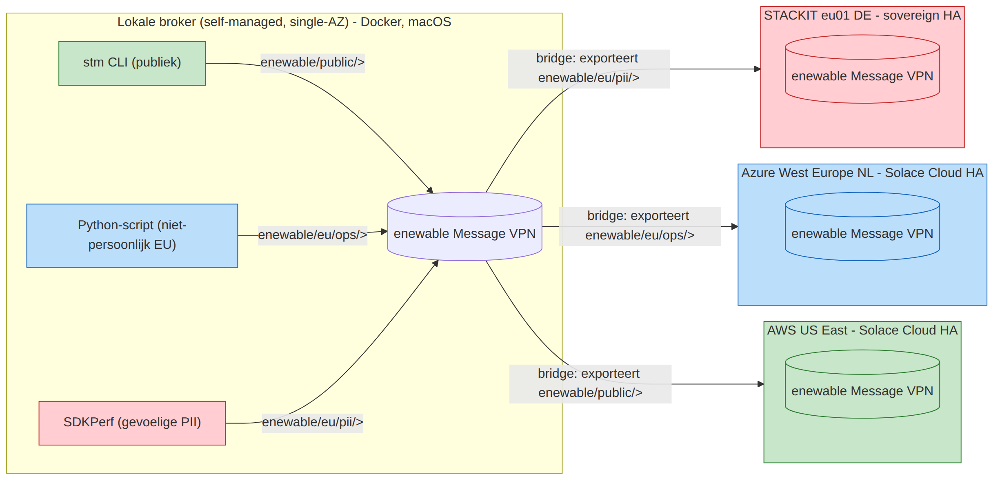 Lokale broker (self-managed, single-AZ) - Docker, macOS
stm CLI (publiek)
enewable/public/>
Python-script (niet-
persoonlijk EU)
enewable/eu/ops/>
SDKPerf (gevoelige PII)
enewable/eu/pii/>
enewable Message VPN
bridge: exporteert
enewable/eu/pii/>
bridge: exporteert
enewable/eu/ops/>
bridge: exporteert
enewable/public/>
STACKIT eu01 DE - sovereign HA
enewable Message VPN
Azure West Europe NL - Solace Cloud HA
enewable Message VPN
AWS US East - Solace Cloud HA
enewable Message VPN